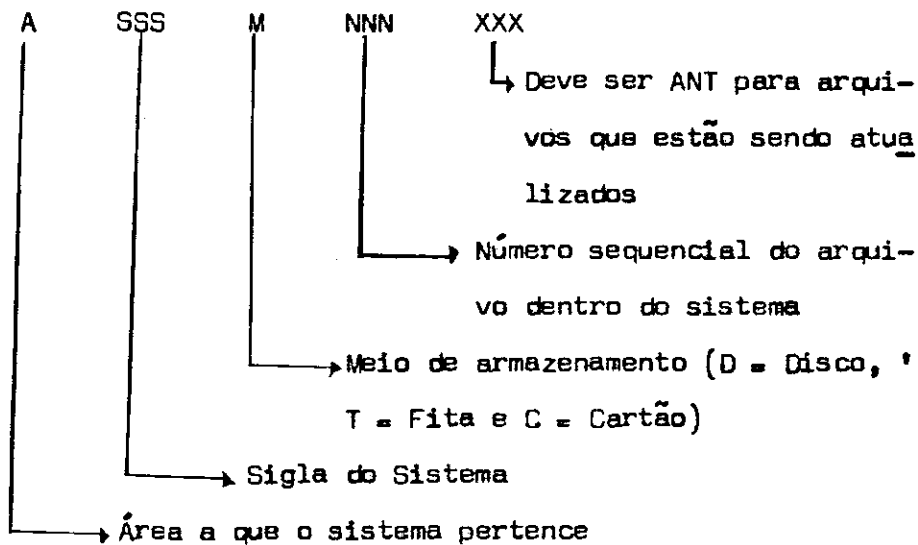 A SSS M NNN XXX
Deve ser ANT para arqui-
vos que estão sendo atua
lizados
Número sequencial do arqui-
vo dentro do sistema
Meio de armazenamento (D = Disco, '
T = Fita e C = Cartão)
Sigla do Sistema
Área a que o sistema pertence